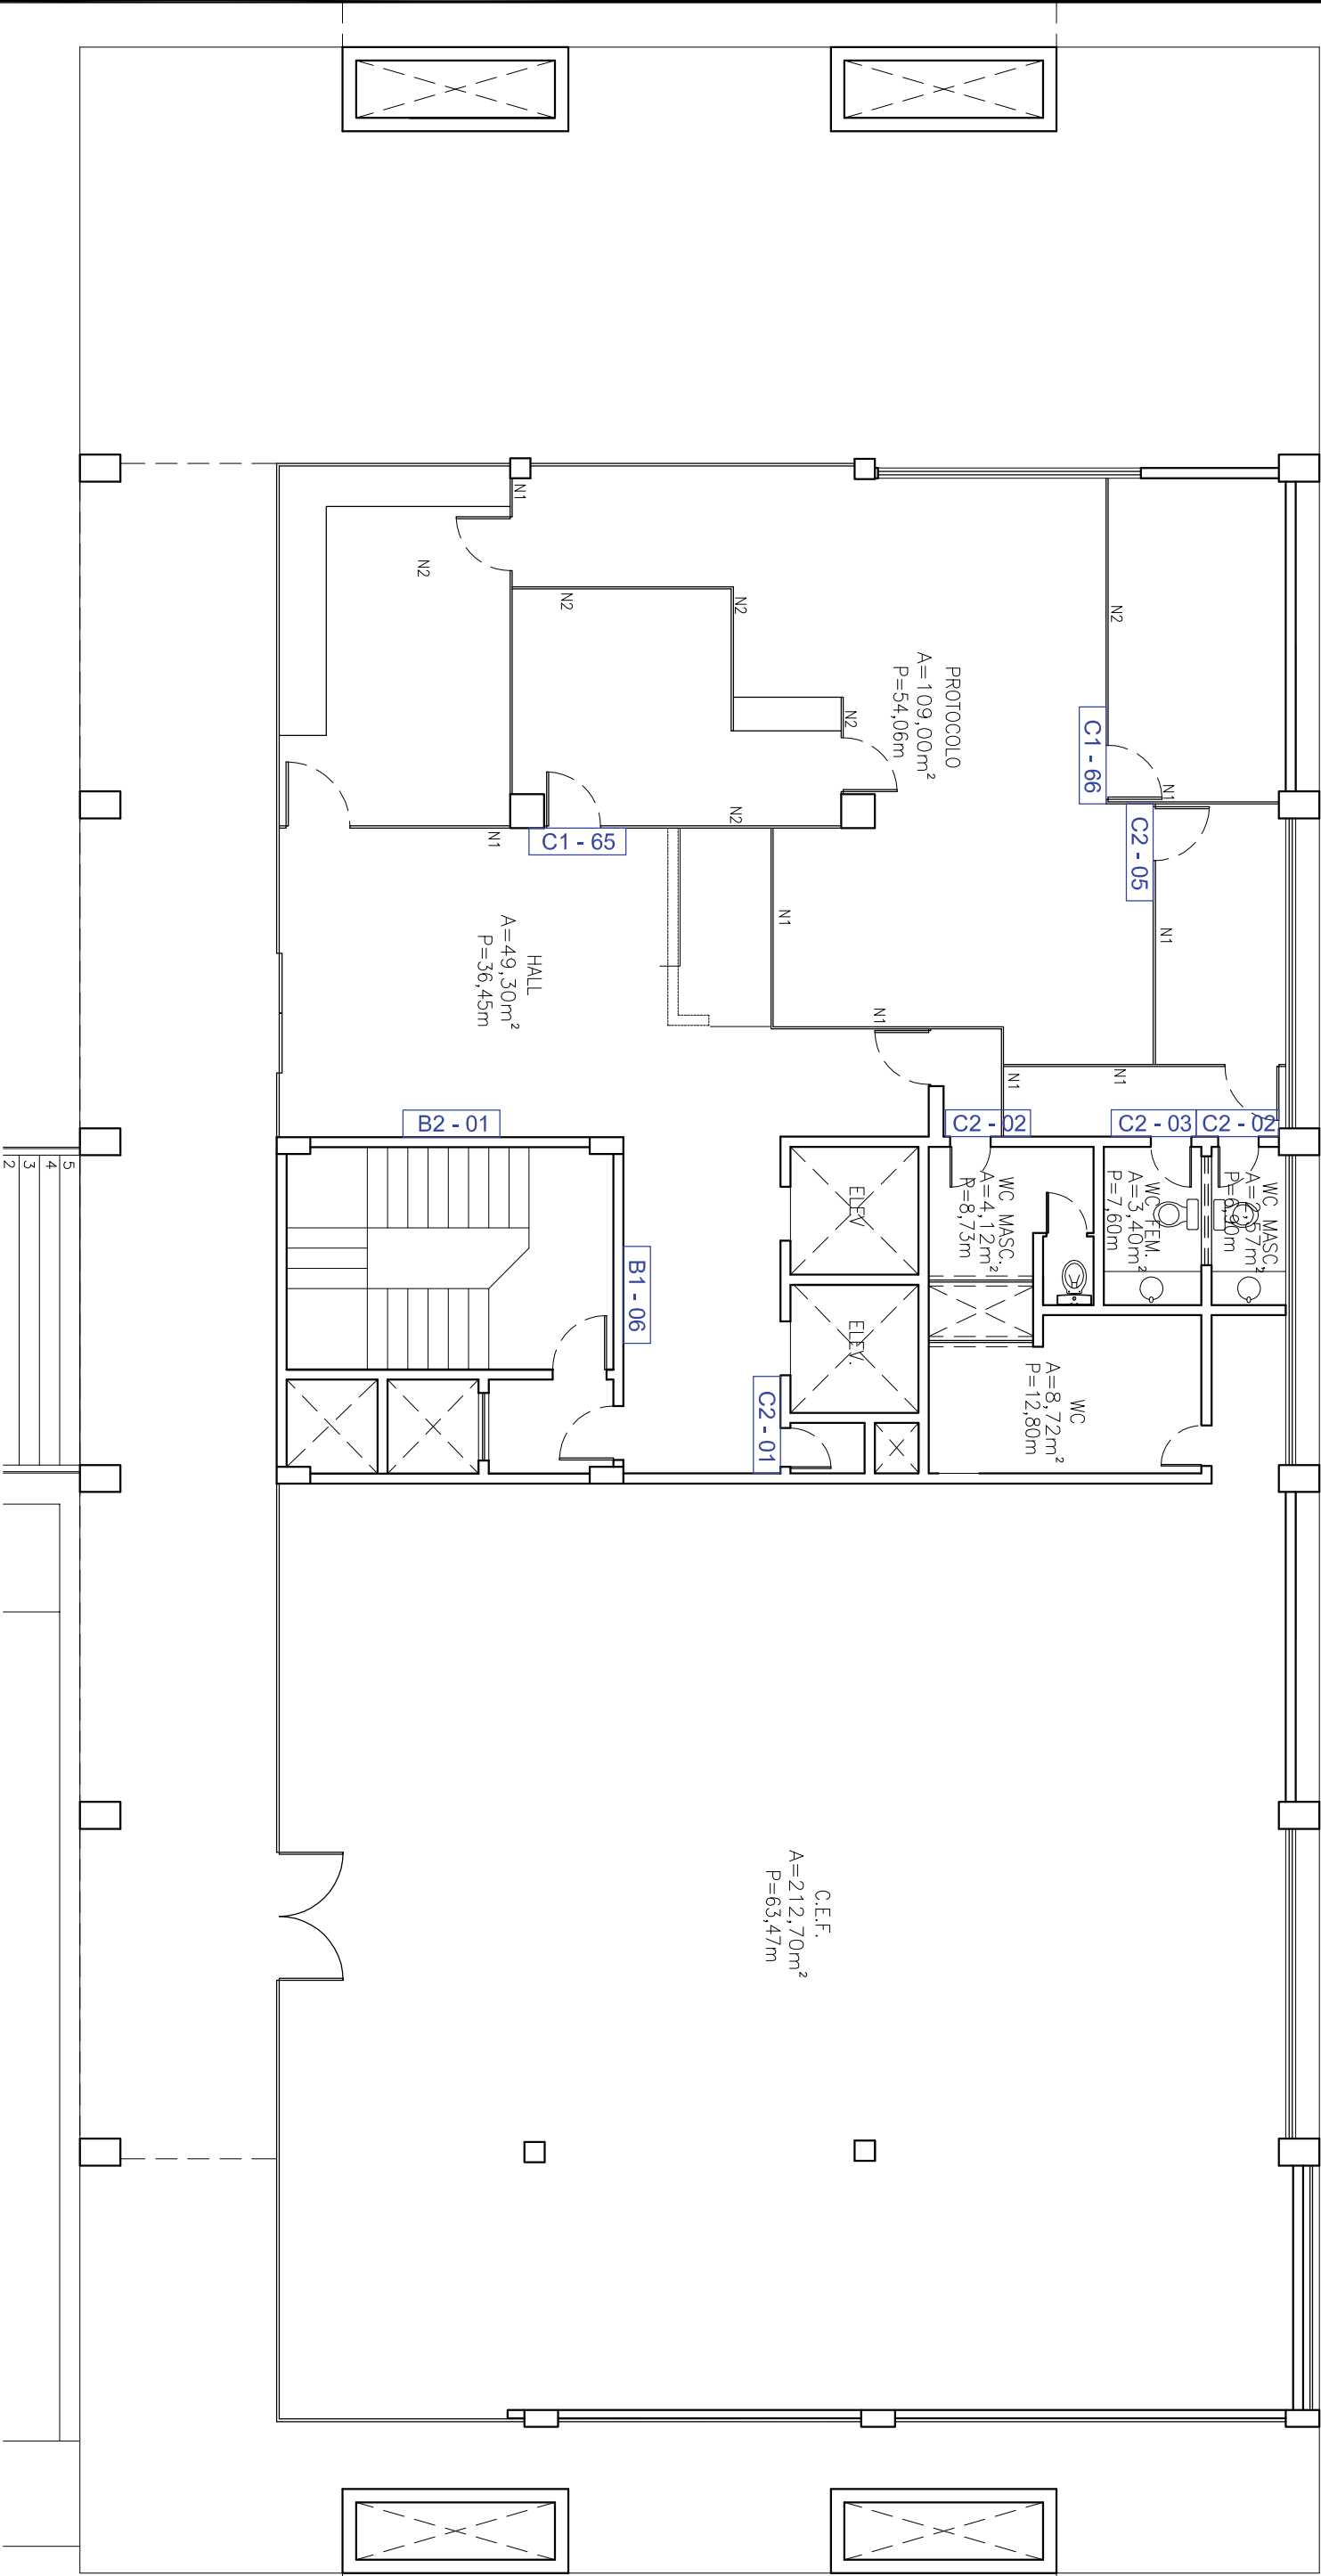 N1
N2
N2
N2
N2
PROTOCOLO
A=109,00m²
P=54,06m
N2
C1 - 66
N1
N2
N1
C1 - 65
C2 - 05
N1
N1
HALL
A=49,30m²
P=36,45m
N1
N1
N1
B2 - 01
C2 - 02
C2 - 03
C2 - 02
5
4
3
2
ELEV
WC MASC.
A=4,12m²
P=8,73m
WC FEM.
A=3,40m²
P=7,60m
WC MASC.
A=2,57m²
B1 - 06
ELEV.
C2 - 01
WC
A=8,72m²
P=12,80m
C.E.F.
A=212,70m²
P=63,47m